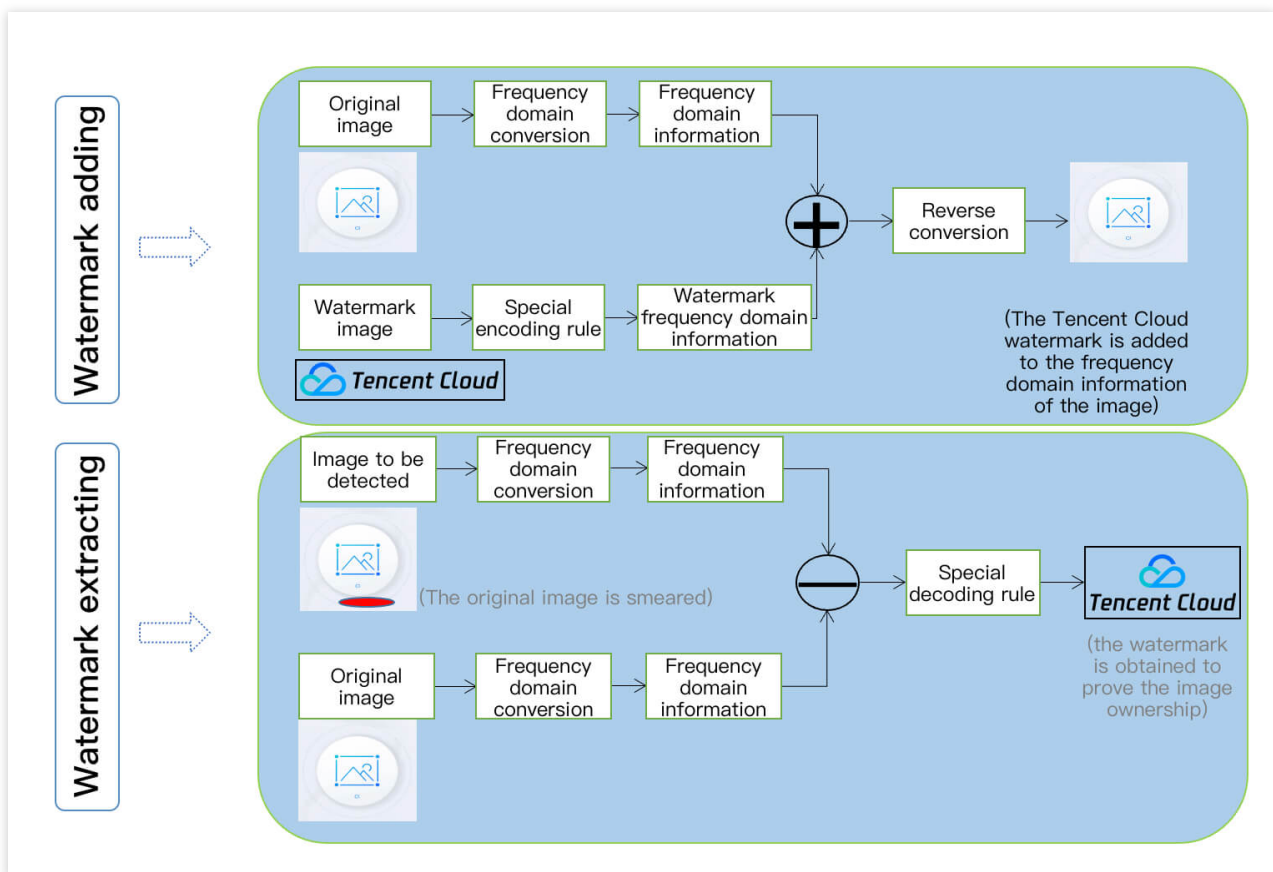 Watermark adding
Original
image
Frequency
domain
conversion
Frequency
domain
information
Reverse
conversion
Watermark
image
Special
encoding rule
Watermark
frequency domain
information
Tencent Cloud
(The Tencent Cloud
watermark is added
to the frequency
domain information
of the image)
Watermark extracting
Image to be
detected
Frequency
domain
conversion
Frequency
domain
information
(The original image is smeared)
Special
decoding rule
Tencent Cloud
(the watermark
is obtained to
prove the image
ownership)
Original
image
Frequency
domain
conversion
Frequency
domain
information